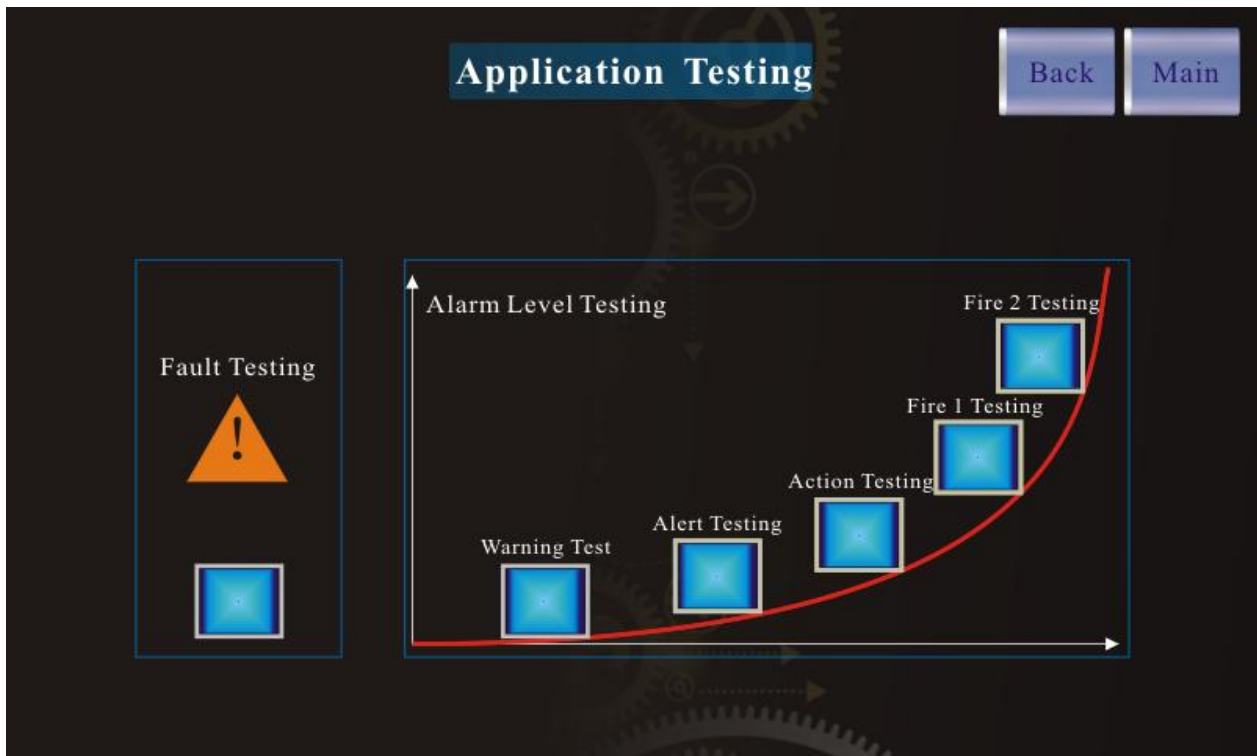 Application Testing
Back
Main
Fault Testing
!
Alarm Level Testing
Fire 2 Testing
Fire 1 Testing
Action Testing
Alert Testing
Warning Test